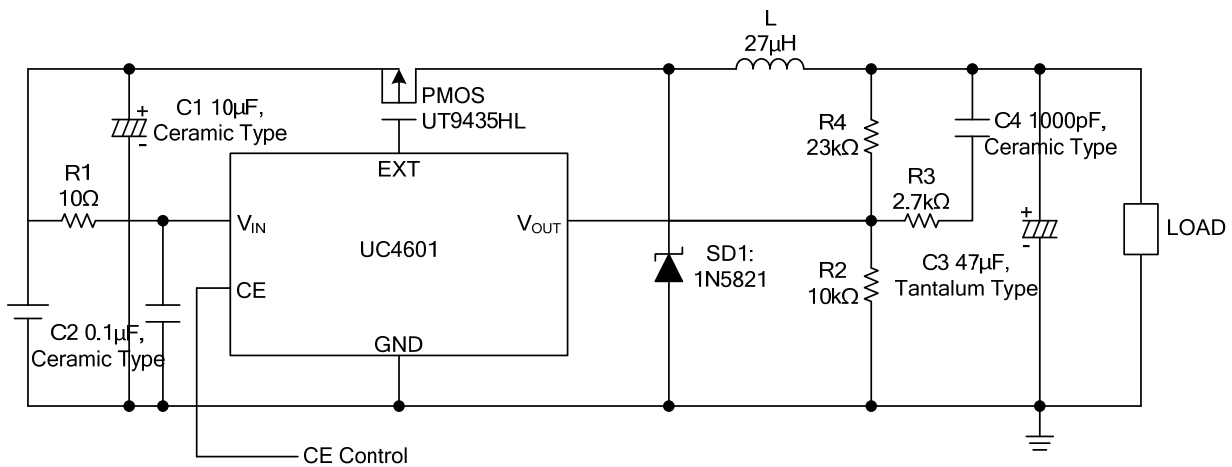 L
27μH
C1 10μF,
Ceramic Type
+
-
PMOS
UT9435HL
R4
23kΩ
C4 1000pF,
Ceramic Type
R1
10Ω
EXT
R3
2.7kΩ
VIN
VOUT
UC4601
+
-
LOAD
CE
SD1:
1N5821
R2
10kΩ
C3 47μF,
Tantalum Type
C2 0.1μF,
Ceramic Type
GND
CE Control